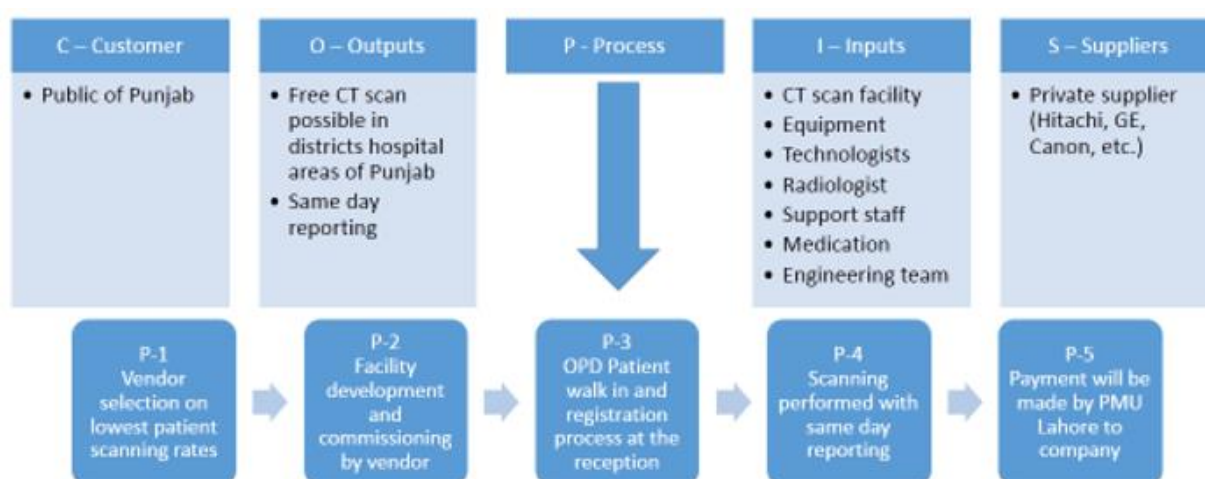 C – Customer
• Public of Punjab
O – Outputs
• Free CT scan
possible in
districts hospital
areas of Punjab
• Same day
reporting
P - Process
I – Inputs
• CT scan facility
• Equipment
• Technologists
• Radiologist
• Support staff
• Medication
• Engineering team
S – Suppliers
• Private supplier
(Hitachi, GE,
Canon, etc.)
P-1
Vendor
selection on
lowest patient
scanning rates
P-2
Facility
development
and
commissioning
by vendor
P-3
OPD Patient
walk in and
registration
process at the
reception
P-4
Scanning
performed with
same day
reporting
P-5
Payment will be
made by PMU
Lahore to
company